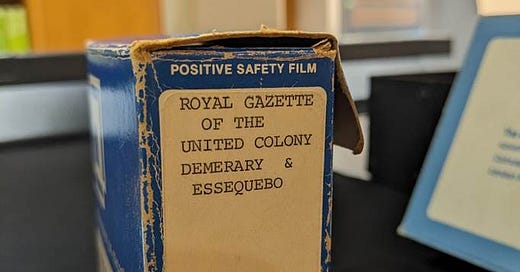 POSITIVE SAFETY FILM
ROYAL GAZETTE
OF THE
UNITED COLONY
DEMERARY &
ESSEQUEBO